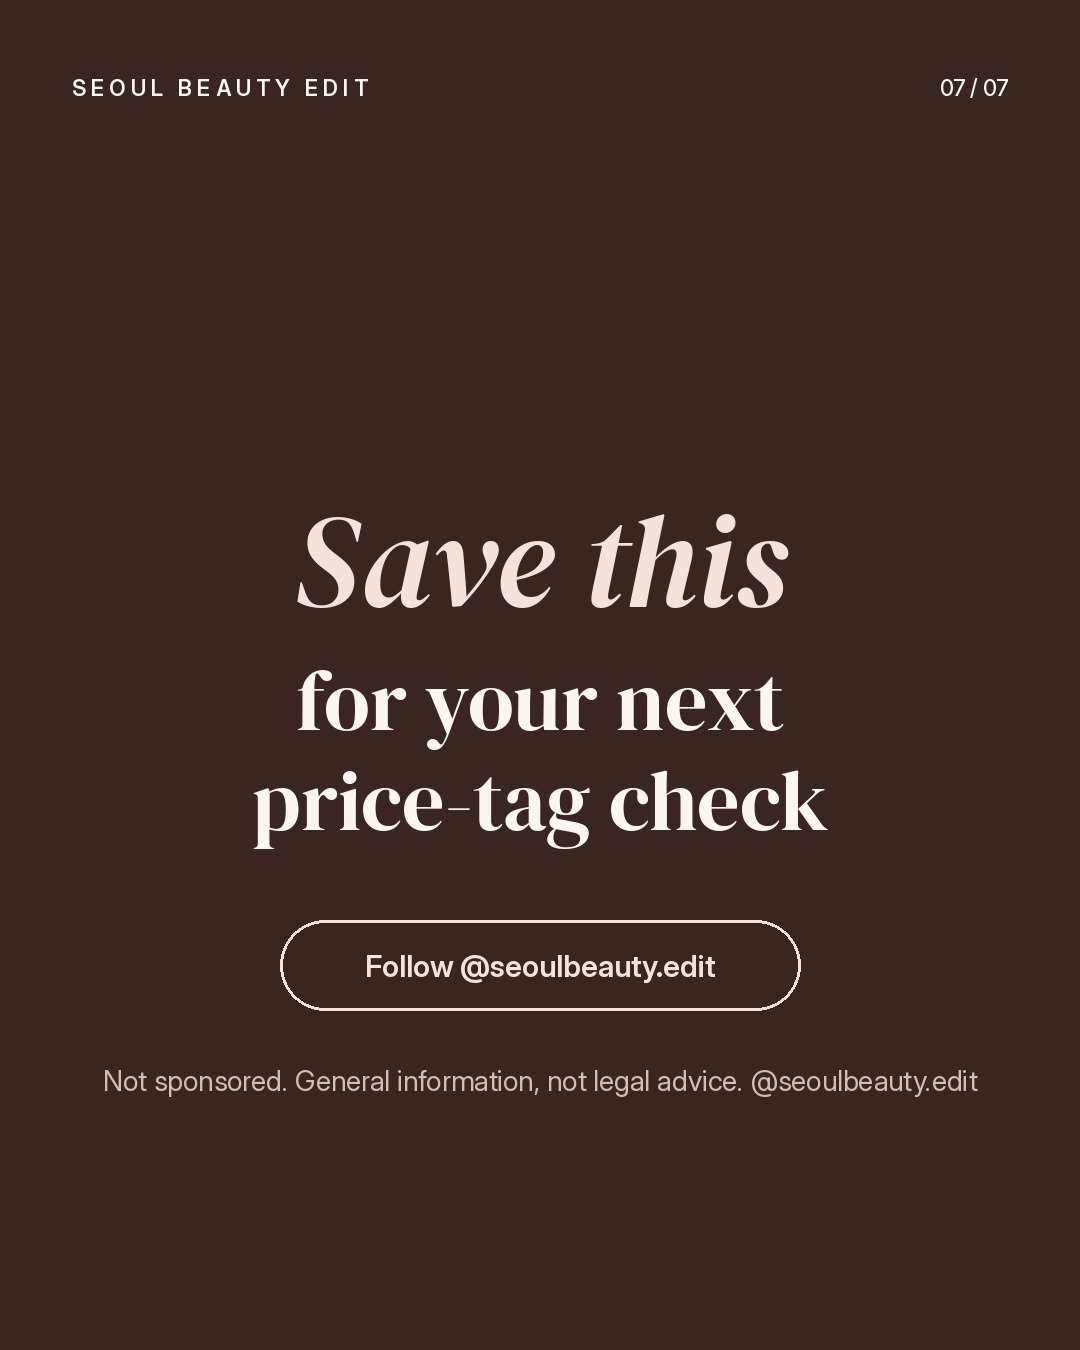 SEOUL BEAUTY EDIT
07 / 07
Save this
for your next
price-tag check
Follow @seoulbeauty.edit
Not sponsored. General information, not legal advice. @seoulbeauty.edit